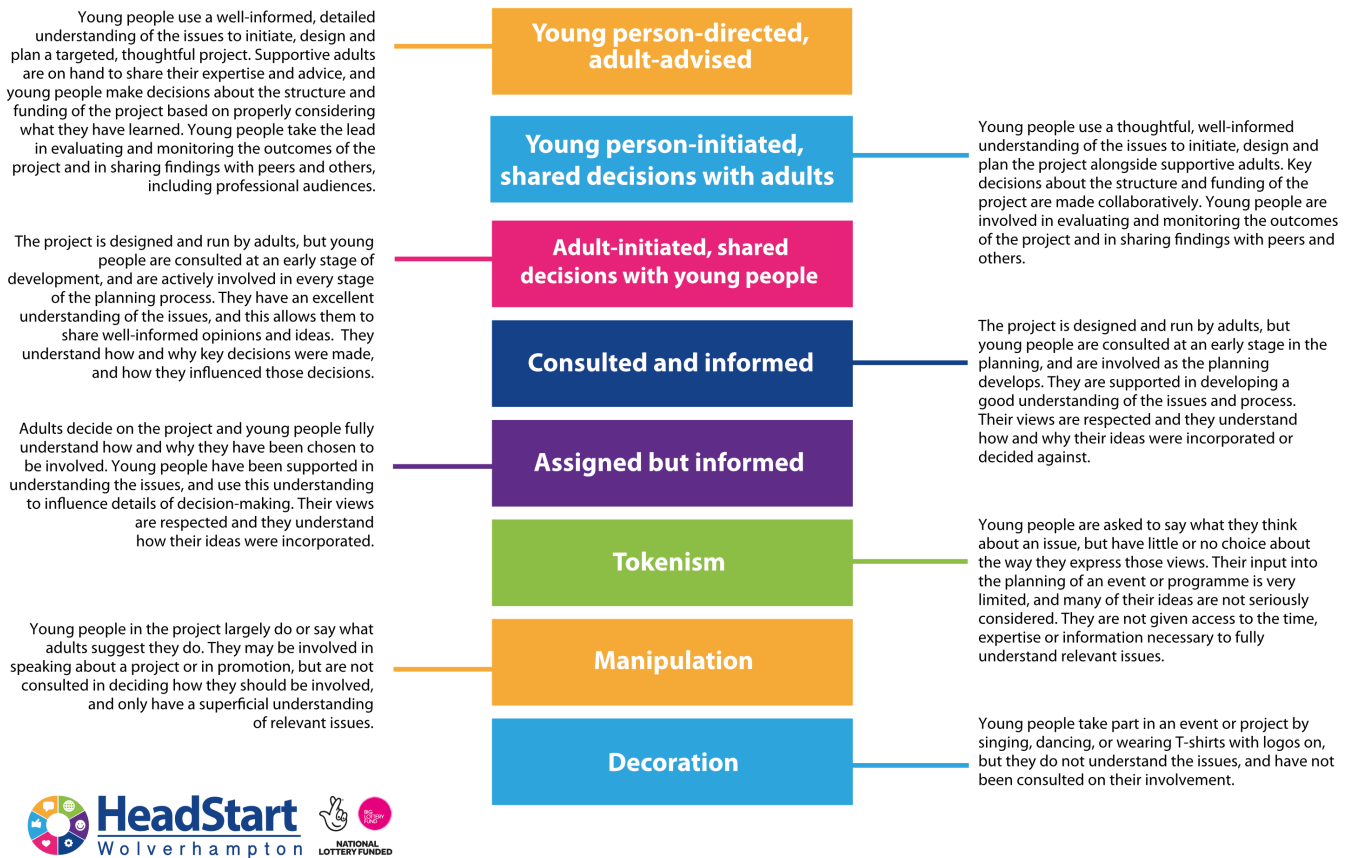 Young people use a well-informed, detailed
understanding of the issues to initiate, design and
plan a targeted, thoughtful project. Supportive adults
are on hand to share their expertise and advice, and
young people make decisions about the structure and
funding of the project based on properly considering
what they have learned. Young people take the lead
in evaluating and monitoring the outcomes of the
project and in sharing findings with peers and others,
including professional audiences.
Young person-directed,
adult-advised
Young person-initiated,
shared decisions with adults
Young people use a thoughtful, well-informed
understanding of the issues to initiate, design and
plan the project alongside supportive adults. Key
decisions about the structure and funding of the
project are made collaboratively. Young people are
involved in evaluating and monitoring the outcomes
of the project and in sharing findings with peers and
others.
The project is designed and run by adults, but young
people are consulted at an early stage of
development, and are actively involved in every stage
of the planning process. They have an excellent
understanding of the issues, and this allows them to
share well-informed opinions and ideas.  They
understand how and why key decisions were made,
and how they influenced those decisions.
Adult-initiated, shared
decisions with young people
Consulted and informed
The project is designed and run by adults, but
young people are consulted at an early stage in the
planning, and are involved as the planning
develops. They are supported in developing a
good understanding of the issues and process.
Their views are respected and they understand
how and why their ideas were incorporated or
decided against.
Adults decide on the project and young people fully
understand how and why they have been chosen to
be involved. Young people have been supported in
understanding the issues, and use this understanding
to influence details of decision-making. Their views
are respected and they understand
how their ideas were incorporated.
Assigned but informed
Tokenism
Young people are asked to say what they think
about an issue, but have little or no choice about
the way they express those views. Their input into
the planning of an event or programme is very
limited, and many of their ideas are not seriously
considered. They are not given access to the time,
expertise or information necessary to fully
understand relevant issues.
Young people in the project largely do or say what
adults suggest they do. They may be involved in
speaking about a project or in promotion, but are not
consulted in deciding how they should be involved,
and only have a superficial understanding
of relevant issues.
Manipulation
Decoration
Young people take part in an event or project by
singing, dancing, or wearing T-shirts with logos on,
but they do not understand the issues, and have not
been consulted on their involvement.
HeadStart
Wolverhampton
BIG
LOTTERY
FUND
NATIONAL
LOTTERY FUNDED